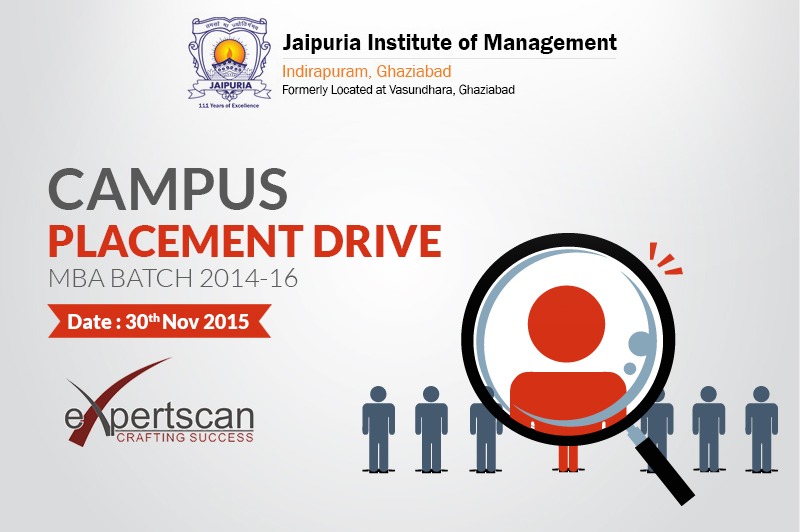 JAIPURIA
111 Years of Excellence
Jaipuria Institute of Management
Indirapuram, Ghaziabad
Formerly Located at Vasundhara, Ghaziabad
CAMPUS
PLACEMENT DRIVE
MBA BATCH 2014-16
Date : 30th Nov 2015
eXpertscan
CRAFTING SUCCESS